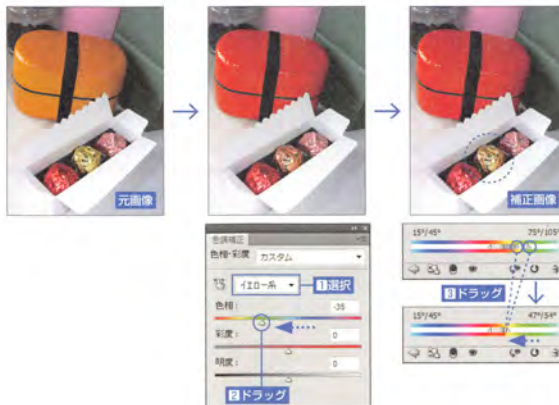 元画像
補正画像
色調補正
色相・彩度 カスタム
イエロー系
1選択
色相: -35
彩度: 0
明度: 0
2ドラッグ
15°/45° 75°/105°
3ドラッグ
15°/45° 47°/54°